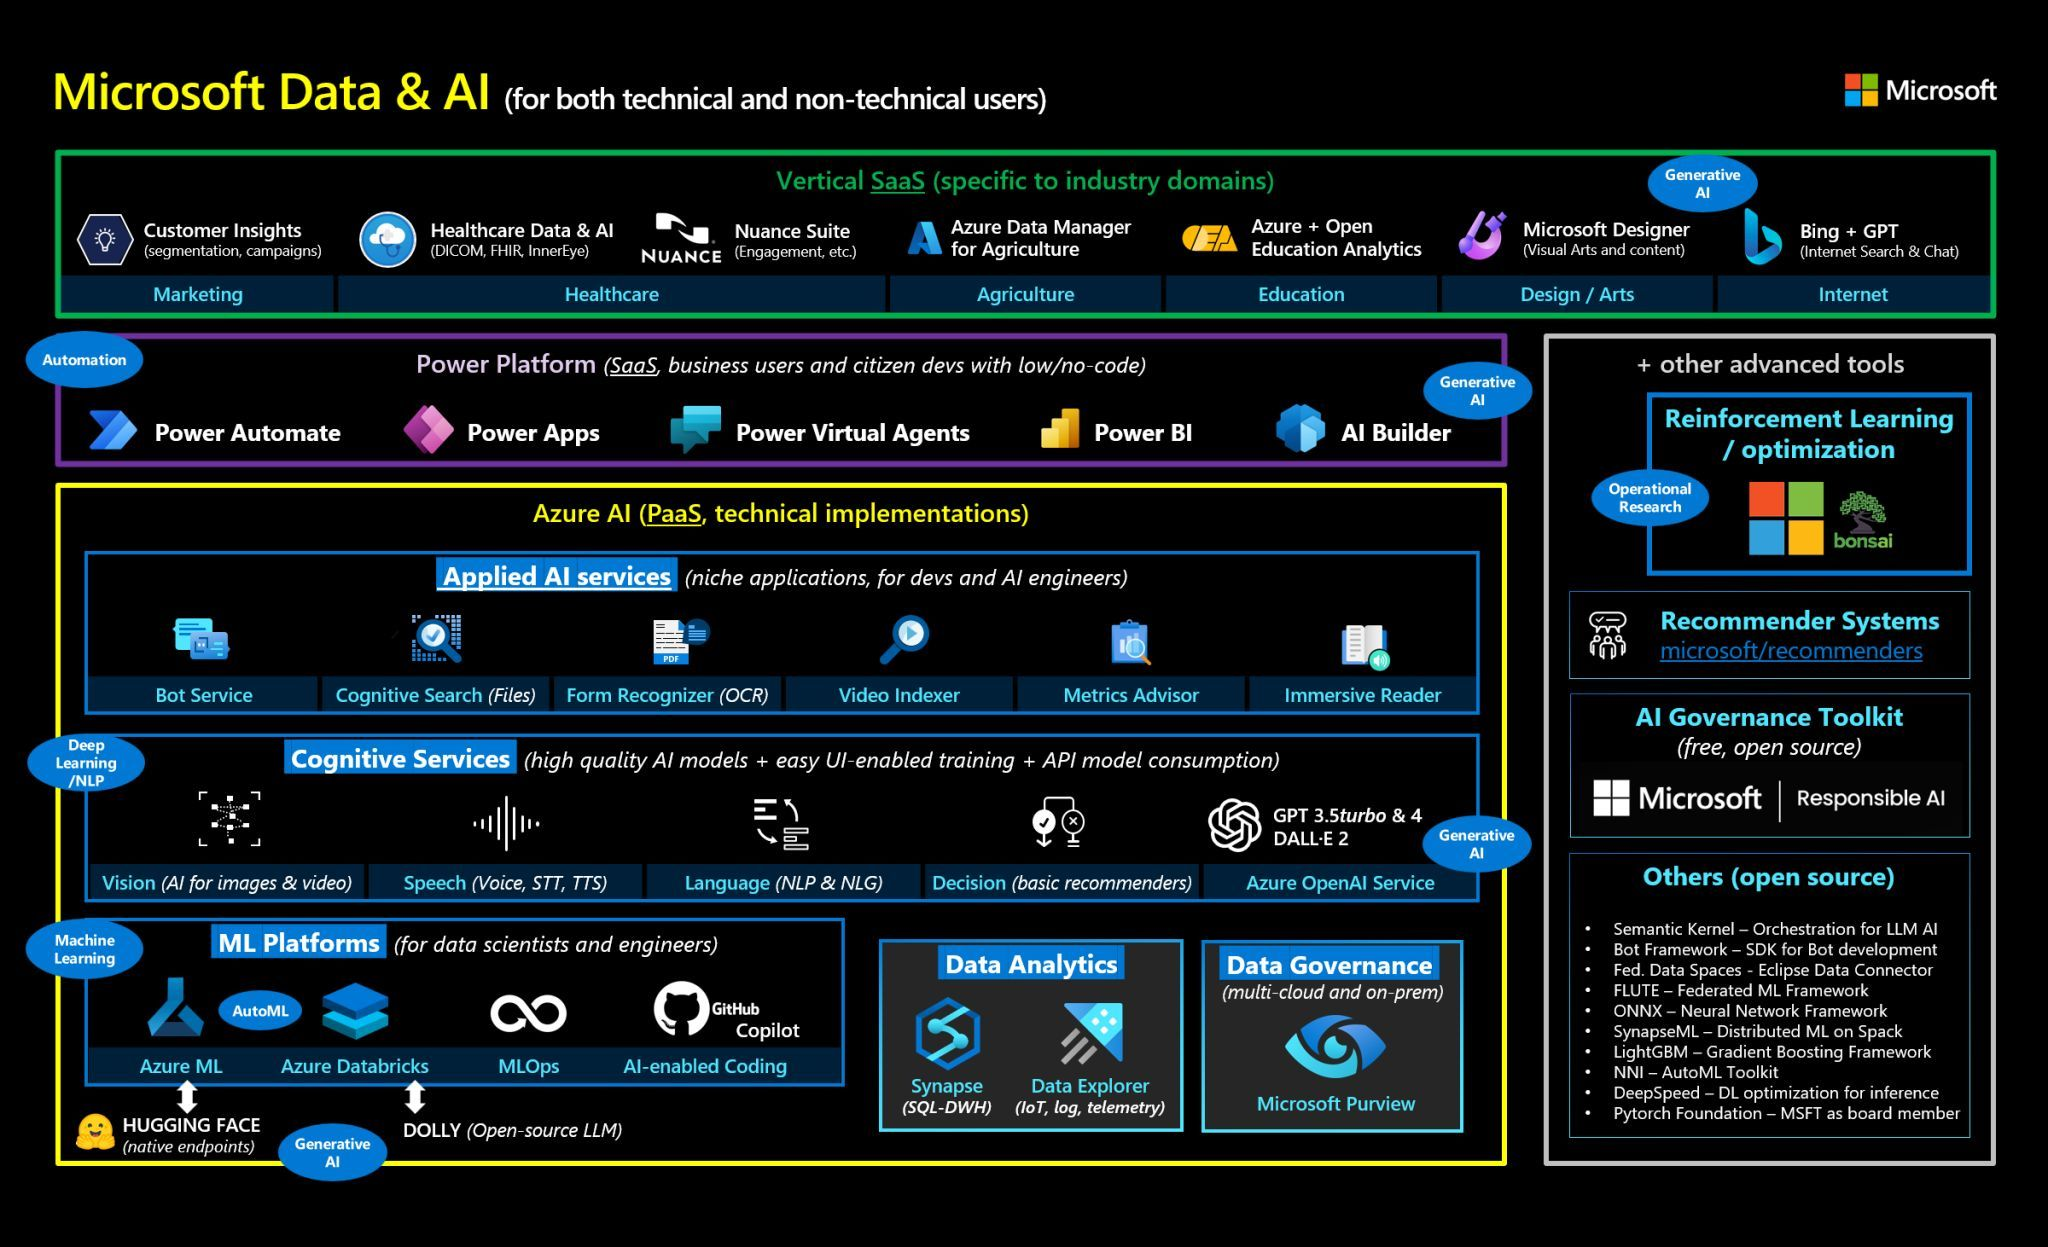 Microsoft Data & AI (for both technical and non-technical users)
Microsoft
Vertical SaaS (specific to industry domains)
Generative
AI
Customer Insights
(segmentation, campaigns)
Healthcare Data & AI
(DICOM, FHIR, InnerEye)
NUANCE
Nuance Suite
(Engagement, etc.)
Azure Data Manager
for Agriculture
OEA
Azure + Open
Education Analytics
Microsoft Designer
(Visual Arts and content)
Bing + GPT
(Internet Search & Chat)
Marketing
Healthcare
Agriculture
Education
Design / Arts
Internet
Automation
Power Platform (SaaS, business users and citizen devs with low/no-code)
Generative
AI
Power Automate
Power Apps
Power Virtual Agents
Power BI
AI Builder
Azure AI (PaaS, technical implementations)
Applied AI services (niche applications, for devs and AI engineers)
PDF
Bot Service
Cognitive Search (Files)
Form Recognizer (OCR)
Video Indexer
Metrics Advisor
Immersive Reader
Deep
Learning
/NLP
Cognitive Services (high quality AI models + easy UI-enabled training + API model consumption)
GPT 3.5turbo & 4
DALL·E 2
Generative
AI
Vision (AI for images & video)
Speech (Voice, STT, TTS)
Language (NLP & NLG)
Decision (basic recommenders)
Azure OpenAI Service
Machine
Learning
ML Platforms (for data scientists and engineers)
AutoML
GitHub
Copilot
Azure ML
Azure Databricks
MLOps
AI-enabled Coding
HUGGING FACE
(native endpoints)
Generative
AI
DOLLY (Open-source LLM)
Data Analytics
Synapse
(SQL-DWH)
Data Explorer
(IoT, log, telemetry)
Data Governance
(multi-cloud and on-prem)
Microsoft Purview
+ other advanced tools
Reinforcement Learning
/ optimization
Operational
Research
bonsai
Recommender Systems
microsoft/recommenders
AI Governance Toolkit
(free, open source)
Microsoft | Responsible AI
Others (open source)
• Semantic Kernel – Orchestration for LLM AI
• Bot Framework – SDK for Bot development
• Fed. Data Spaces - Eclipse Data Connector
• FLUTE – Federated ML Framework
• ONNX – Neural Network Framework
• SynapseML – Distributed ML on Spack
• LightGBM – Gradient Boosting Framework
• NNI – AutoML Toolkit
• DeepSpeed – DL optimization for inference
• Pytorch Foundation – MSFT as board member